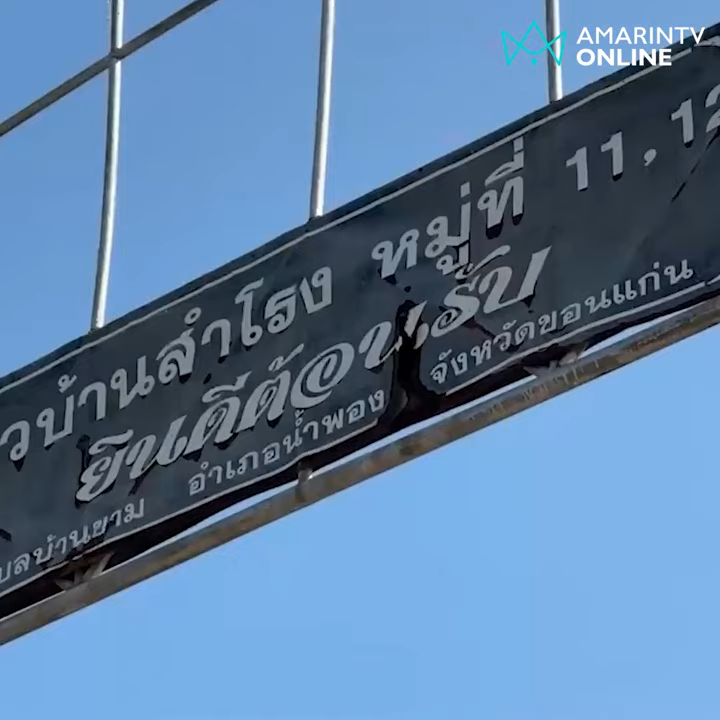 AMARINTV
ONLINE
วบ้านสำโรง หมู่ที่ 11, 12
ยินดีต้อนรับ
บลบ้านขาม อำเภอน้ำพอง จังหวัดขอนแก่น